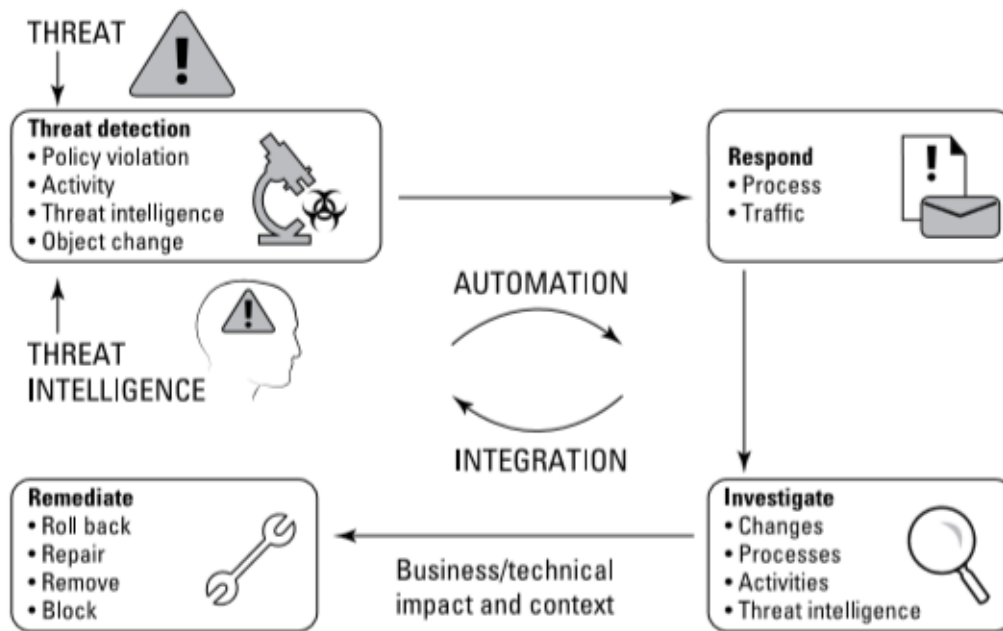 THREAT
Threat detection
• Policy violation
• Activity
• Threat intelligence
• Object change
Respond
• Process
• Traffic
THREAT
INTELLIGENCE
AUTOMATION
INTEGRATION
Remediate
• Roll back
• Repair
• Remove
• Block
Business/technical
impact and context
Investigate
• Changes
• Processes
• Activities
• Threat intelligence